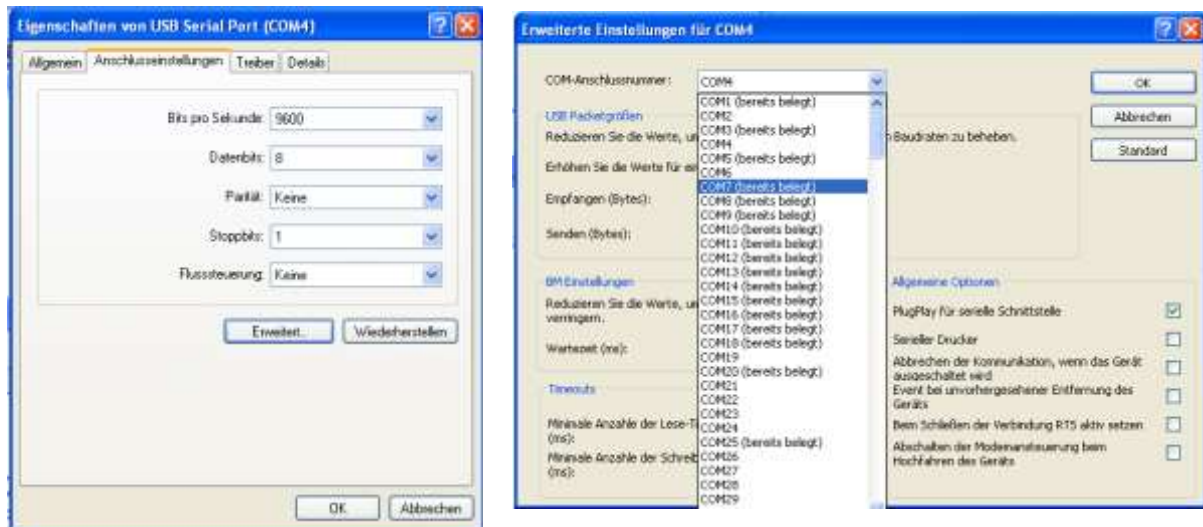 Eigenschaften von USB Serial Port (COM4)
Allgemein Anschlusseinstellungen Treiber Details
Bits pro Sekunde: 9600
Datenbits: 8
Parität: Keine
Stoppbits: 1
Flusssteuerung: Keine
Erweitert... Wiederherstellen
OK Abbrechen
Erweiterte Einstellungen für COM4
COM-Anschlussnummer: COM4
OK
Abbrechen
Standard
COM1 (bereits belegt)
COM2
COM3 (bereits belegt)
COM4
COM5 (bereits belegt)
COM6
COM7 (bereits belegt)
COM8 (bereits belegt)
COM9 (bereits belegt)
COM10 (bereits belegt)
COM11 (bereits belegt)
COM12 (bereits belegt)
COM13 (bereits belegt)
COM14 (bereits belegt)
COM15 (bereits belegt)
COM16 (bereits belegt)
COM17 (bereits belegt)
COM18 (bereits belegt)
COM19
COM20 (bereits belegt)
COM21
COM22
COM23
COM24
COM25 (bereits belegt)
COM26
COM27
COM28
COM29
USB Packetgrößen
Reduzieren Sie die Werte, un
n Baudraten zu beheben.
Erhöhen Sie die Werte für ei
Empfangen (Bytes):
Senden (Bytes):
BM Einstellungen
Reduzieren Sie die Werte, un
verringern.
Wartezeit (ms):
Timeouts
Minimale Anzahle der Lese-Ti
(ms):
Minimale Anzahle der Schreib
(ms):
Allgemeine Optionen
PlugPlay für serielle Schnittstelle
Serieller Drucker
Abbrechen der Kommunikation, wenn das Gerät
ausgeschaltet wird
Event bei unvorhergesehener Entfernung des
Geräts
Beim Schließen der Verbindung RTS aktiv setzen
Abschalten der Modemansteuerung beim
Hochfahren des Geräts